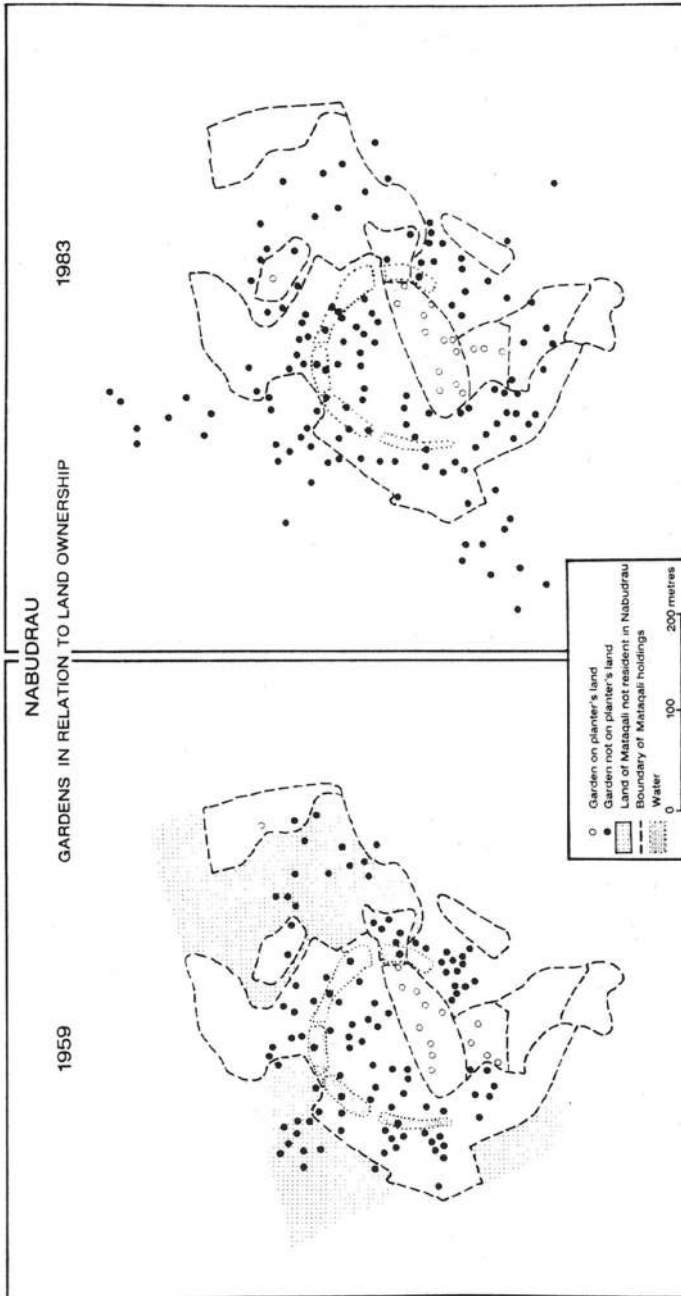 NABUDRAU
GARDENS IN RELATION TO LAND OWNERSHIP
1959
1983
Garden on planter's land
Garden not on planter's land
Land of Mataqali not resident in Nabudrau
Boundary of Mataqali holdings
Water
0 100 200 metres